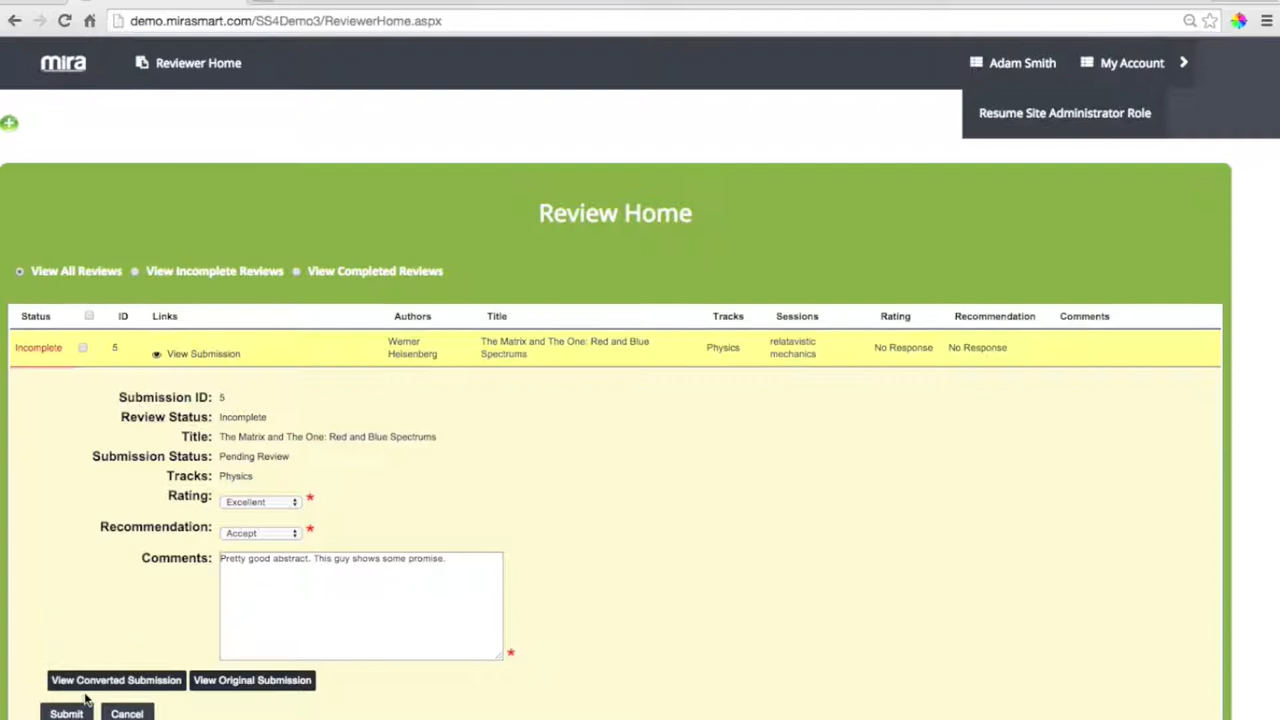 demo.mirasmart.com/SS4Demo3/ReviewerHome.aspx
mira Reviewer Home Adam Smith My Account
Resume Site Administrator Role
Review Home
View All Reviews View Incomplete Reviews View Completed Reviews
Status ID Links Authors Title Tracks Sessions Rating Recommendation Comments
Incomplete 5 View Submission Werner Heisenberg The Matrix and The One: Red and Blue Spectrums Physics relatavistic mechanics No Response No Response
Submission ID: 5
Review Status: Incomplete
Title: The Matrix and The One: Red and Blue Spectrums
Submission Status: Pending Review
Tracks: Physics
Rating: Excellent *
Recommendation: Accept *
Comments: Pretty good abstract. This guy shows some promise.
*
View Converted Submission View Original Submission
Submit Cancel